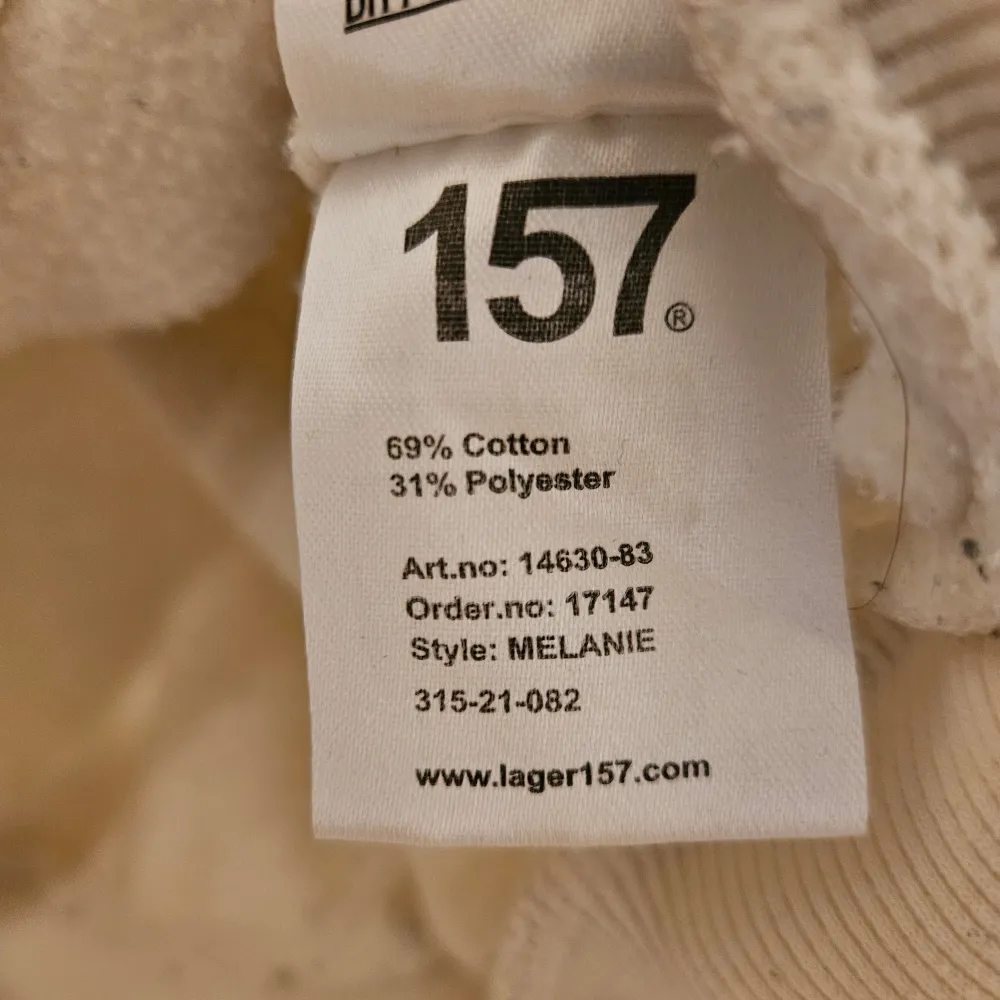 157®
69% Cotton
31% Polyester
Art.no: 14630-83
Order.no: 17147
Style: MELANIE
315-21-082
www.lager157.com